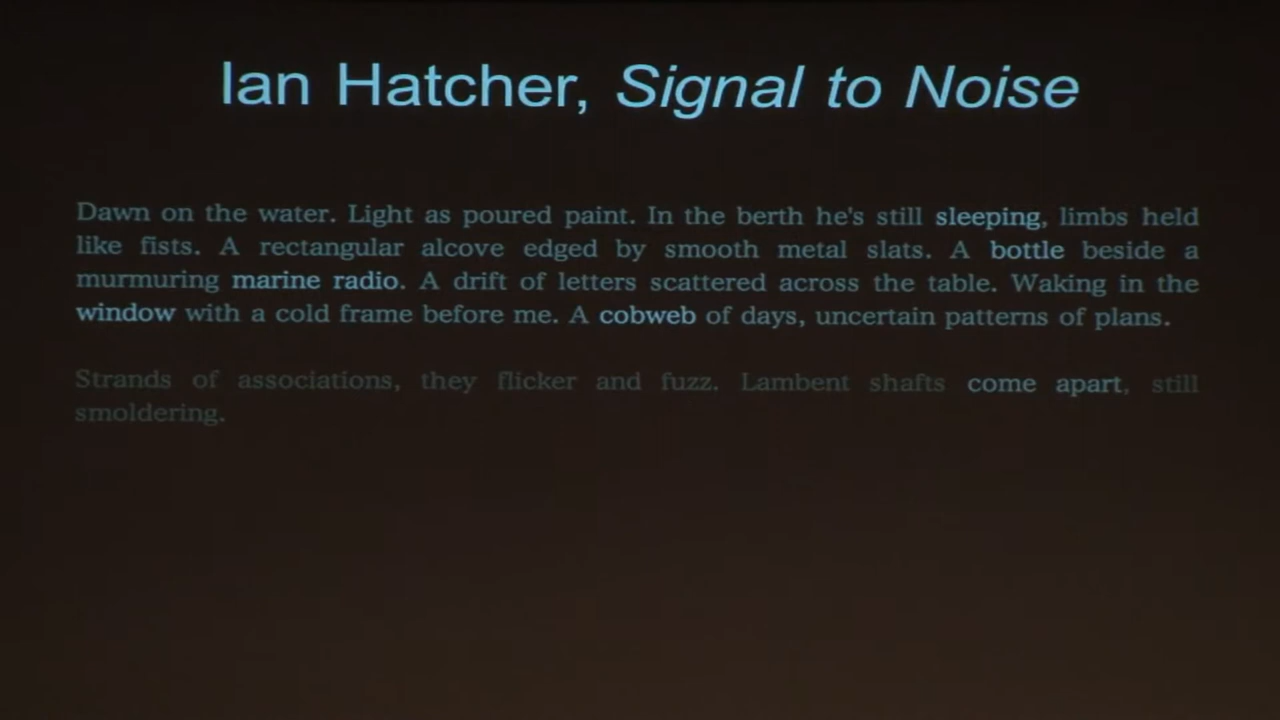 Ian Hatcher, Signal to Noise
Dawn on the water. Light as poured paint. In the berth he's still sleeping, limbs held
like fists. A rectangular alcove edged by smooth metal slats. A bottle beside a
murmuring marine radio. A drift of letters scattered across the table. Waking in the
window with a cold frame before me. A cobweb of days, uncertain patterns of plans.
Strands of associations, they flicker and fuzz. Lambent shafts come apart, still
smoldering.